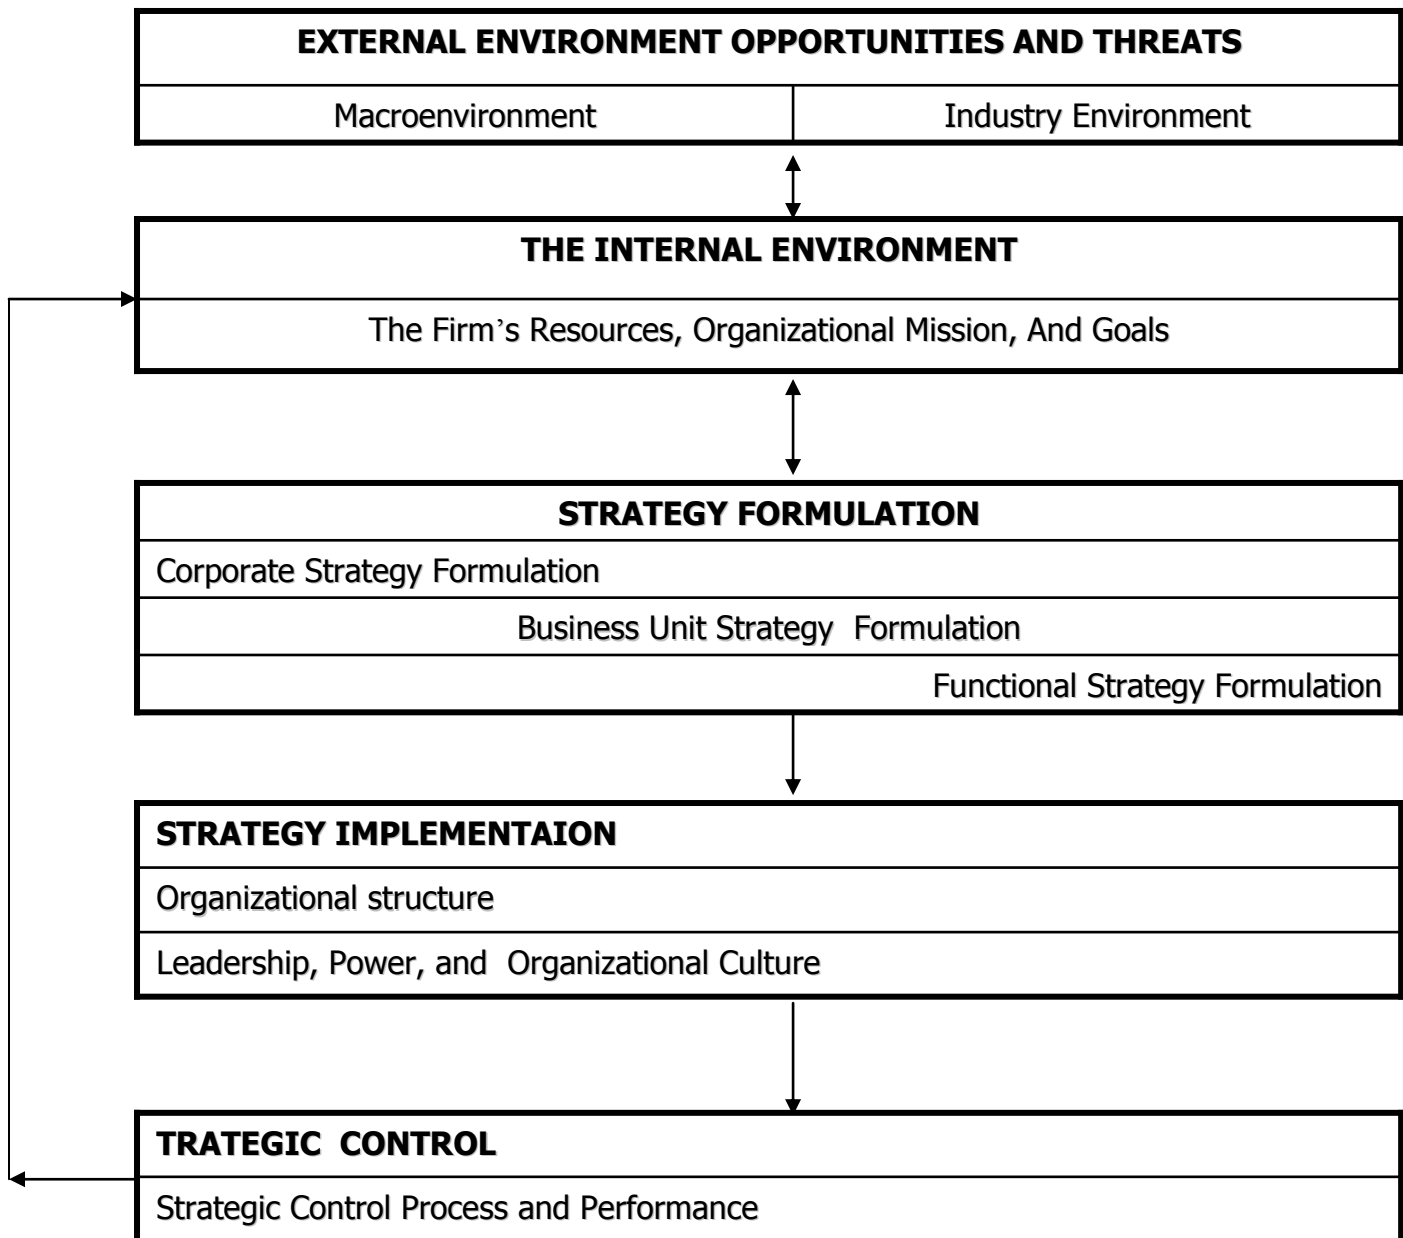 EXTERNAL ENVIRONMENT OPPORTUNITIES AND THREATS
Macroenvironment
Industry Environment
THE INTERNAL ENVIRONMENT
The Firm’s Resources, Organizational Mission, And Goals
STRATEGY FORMULATION
Corporate Strategy Formulation
Business Unit Strategy  Formulation
Functional Strategy Formulation
STRATEGY IMPLEMENTAION
Organizational structure
Leadership, Power, and  Organizational Culture
TRATEGIC  CONTROL
Strategic Control Process and Performance